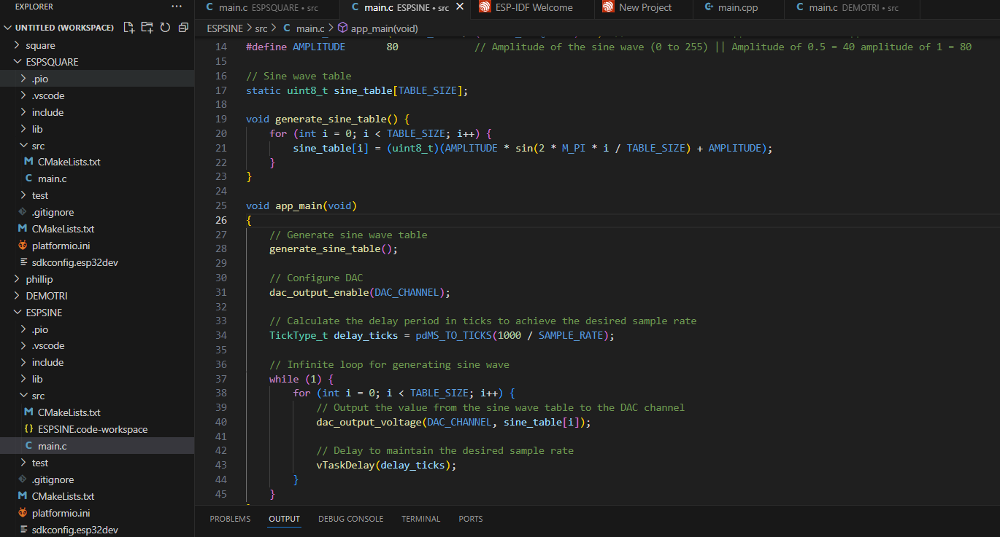 EXPLORER ...
main.c ESPSQUARE • src
main.c ESPSINE • src
ESP-IDF Welcome
New Project
main.cpp
main.c DEMOTRI • src
UNTITLED (WORKSPACE)
square
ESPSQUARE
.pio
.vscode
include
lib
src
CMakeLists.txt
main.c
test
.gitignore
CMakeLists.txt
platformio.ini
sdkconfig.esp32dev
phillip
DEMOTRI
ESPSINE
.pio
.vscode
include
lib
src
CMakeLists.txt
ESPSINE.code-workspace
main.c
test
.gitignore
CMakeLists.txt
platformio.ini
sdkconfig.esp32dev
ESPSINE > src > C main.c > app_main(void)
14 #define AMPLITUDE 80 // Amplitude of the sine wave (0 to 255) || Amplitude of 0.5 = 40 amplitude of 1 = 80
15
16 // Sine wave table
17 static uint8_t sine_table[TABLE_SIZE];
18
19 void generate_sine_table() {
20 for (int i = 0; i < TABLE_SIZE; i++) {
21 sine_table[i] = (uint8_t)(AMPLITUDE * sin(2 * M_PI * i / TABLE_SIZE) + AMPLITUDE);
22 }
23 }
24
25 void app_main(void)
26 {
27 // Generate sine wave table
28 generate_sine_table();
29
30 // Configure DAC
31 dac_output_enable(DAC_CHANNEL);
32
33 // Calculate the delay period in ticks to achieve the desired sample rate
34 TickType_t delay_ticks = pdMS_TO_TICKS(1000 / SAMPLE_RATE);
35
36 // Infinite loop for generating sine wave
37 while (1) {
38 for (int i = 0; i < TABLE_SIZE; i++) {
39 // Output the value from the sine wave table to the DAC channel
40 dac_output_voltage(DAC_CHANNEL, sine_table[i]);
41
42 // Delay to maintain the desired sample rate
43 vTaskDelay(delay_ticks);
44 }
45 }
PROBLEMS OUTPUT DEBUG CONSOLE TERMINAL PORTS